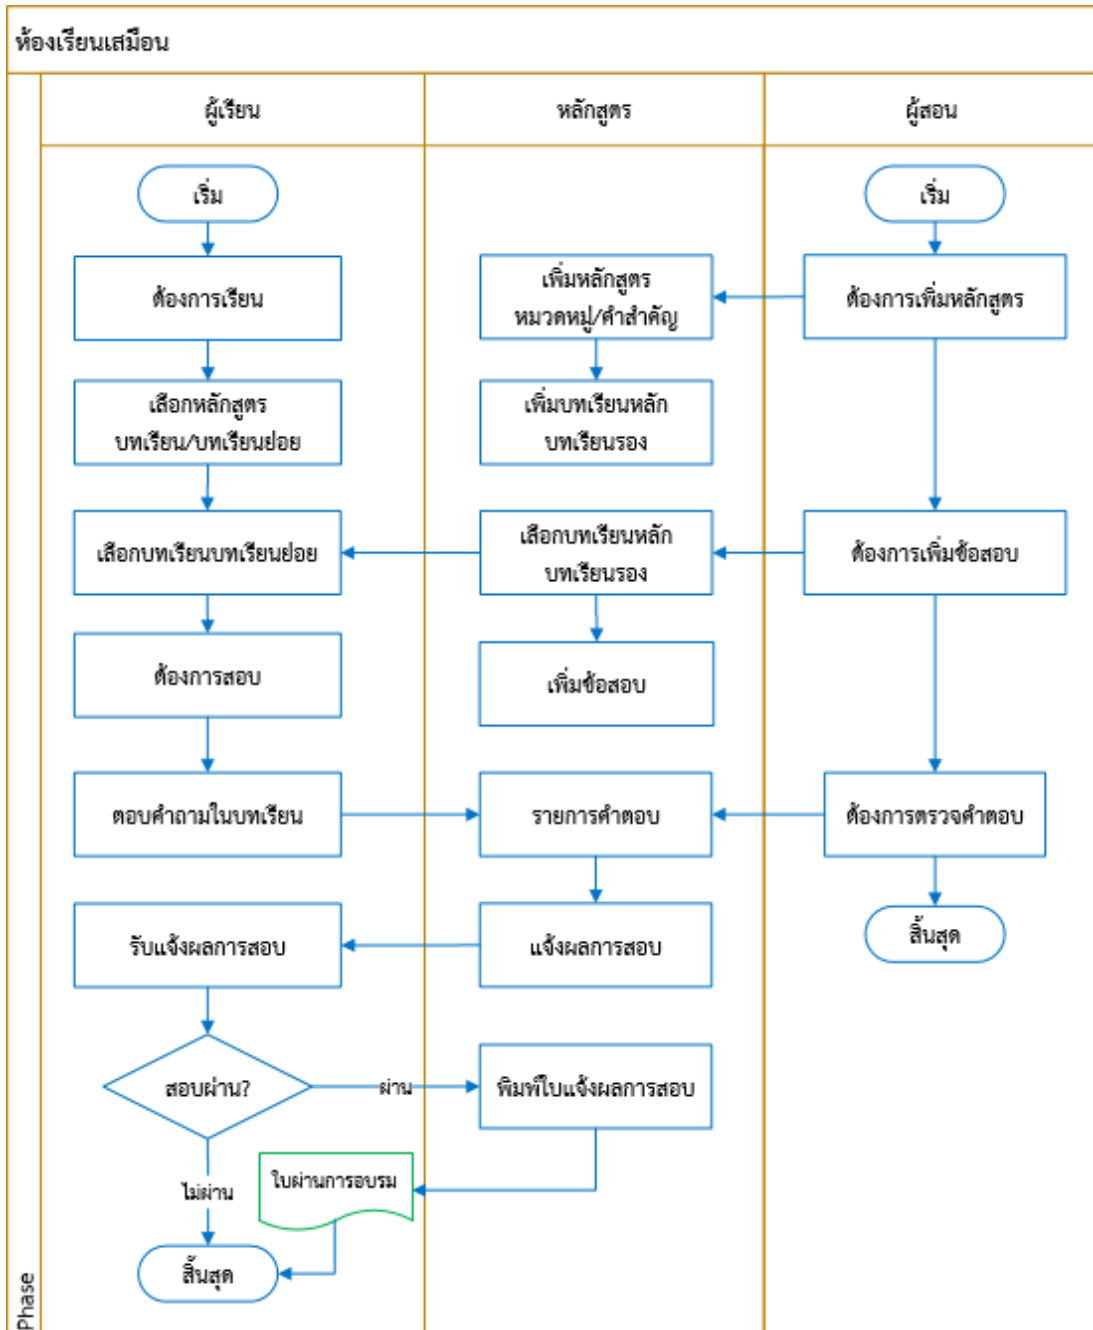 ห้องเรียนเสมือน
ผู้เรียน
หลักสูตร
ผู้สอน
เริ่ม
เริ่ม
ต้องการเรียน
เพิ่มหลักสูตร
หมวดหมู่/คำสำคัญ
ต้องการเพิ่มหลักสูตร
เลือกหลักสูตร
บทเรียน/บทเรียนย่อย
เพิ่มบทเรียนหลัก
บทเรียนรอง
เลือกบทเรียนบทเรียนย่อย
เลือกบทเรียนหลัก
บทเรียนรอง
ต้องการเพิ่มข้อสอบ
ต้องการสอบ
เพิ่มข้อสอบ
ตอบคำถามในบทเรียน
รายการคำตอบ
ต้องการตรวจคำตอบ
รับแจ้งผลการสอบ
แจ้งผลการสอบ
สิ้นสุด
สอบผ่าน?
ผ่าน
พิมพ์ใบแจ้งผลการสอบ
ไม่ผ่าน
ใบผ่านการอบรม
สิ้นสุด
Phase